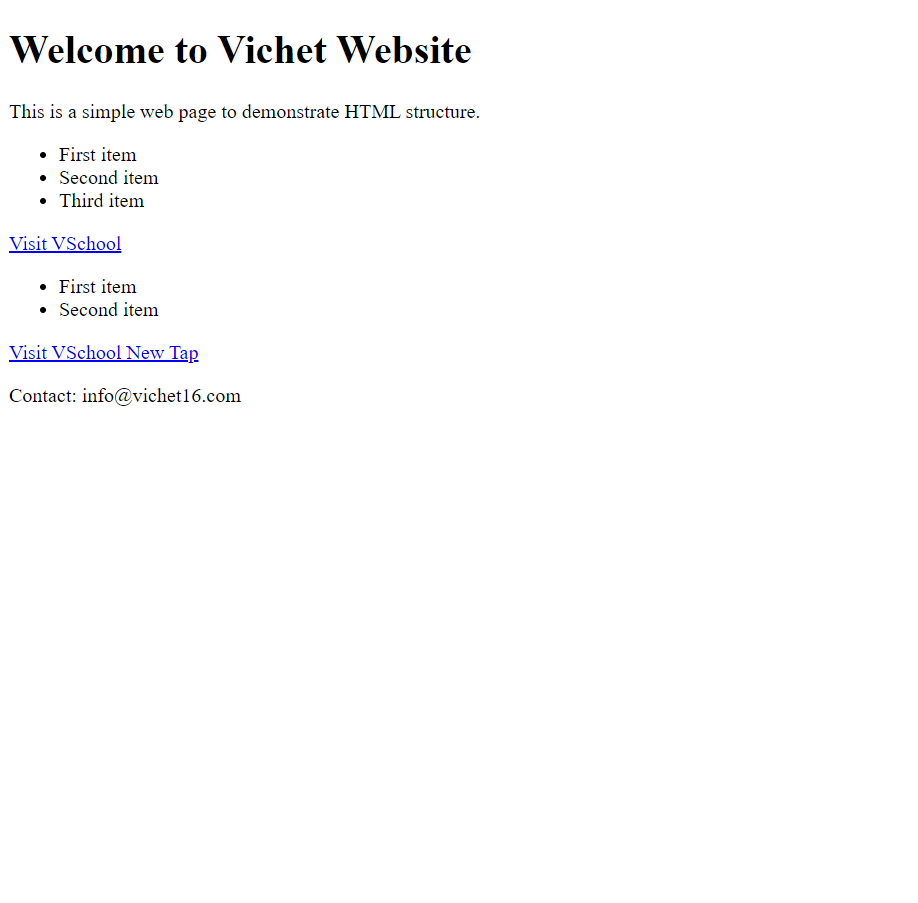 Welcome to Vichet Website
This is a simple web page to demonstrate HTML structure.
First item
Second item
Third item
Visit VSchool
First item
Second item
Visit VSchool New Tap
Contact: info@vichet16.com